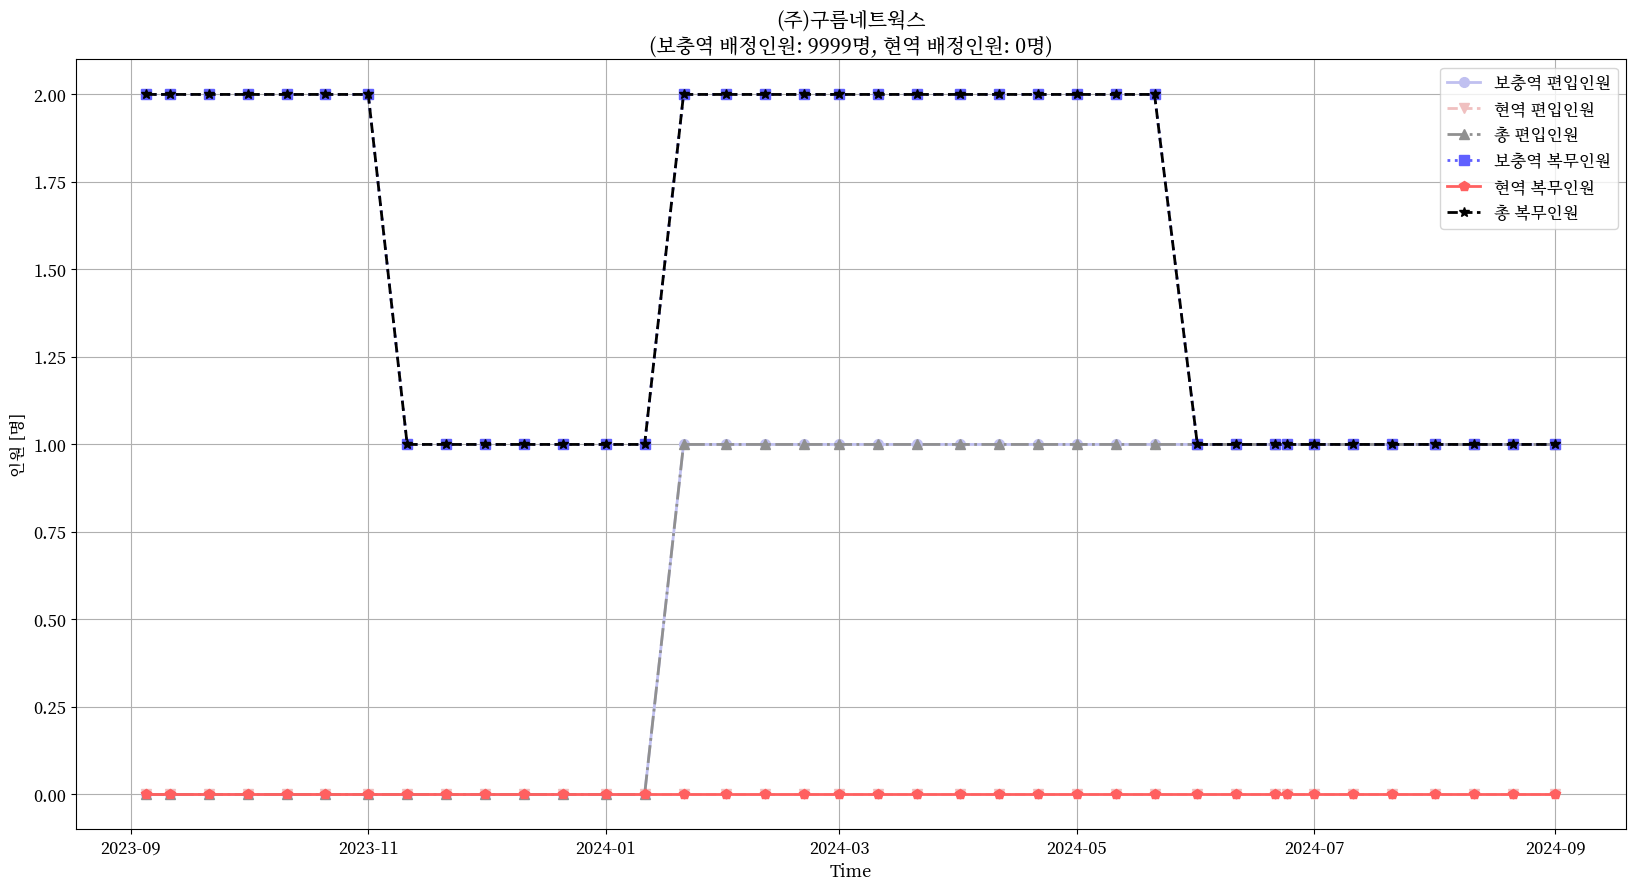 (주)구름네트웍스
(보충역 배정인원: 9999명, 현역 배정인원: 0명)
보충역 편입인원
현역 편입인원
총 편입인원
보충역 복무인원
현역 복무인원
총 복무인원
인원 [명]
2.00
1.75
1.50
1.25
1.00
0.75
0.50
0.25
0.00
2023-09 2023-11 2024-01 2024-03 2024-05 2024-07 2024-09
Time